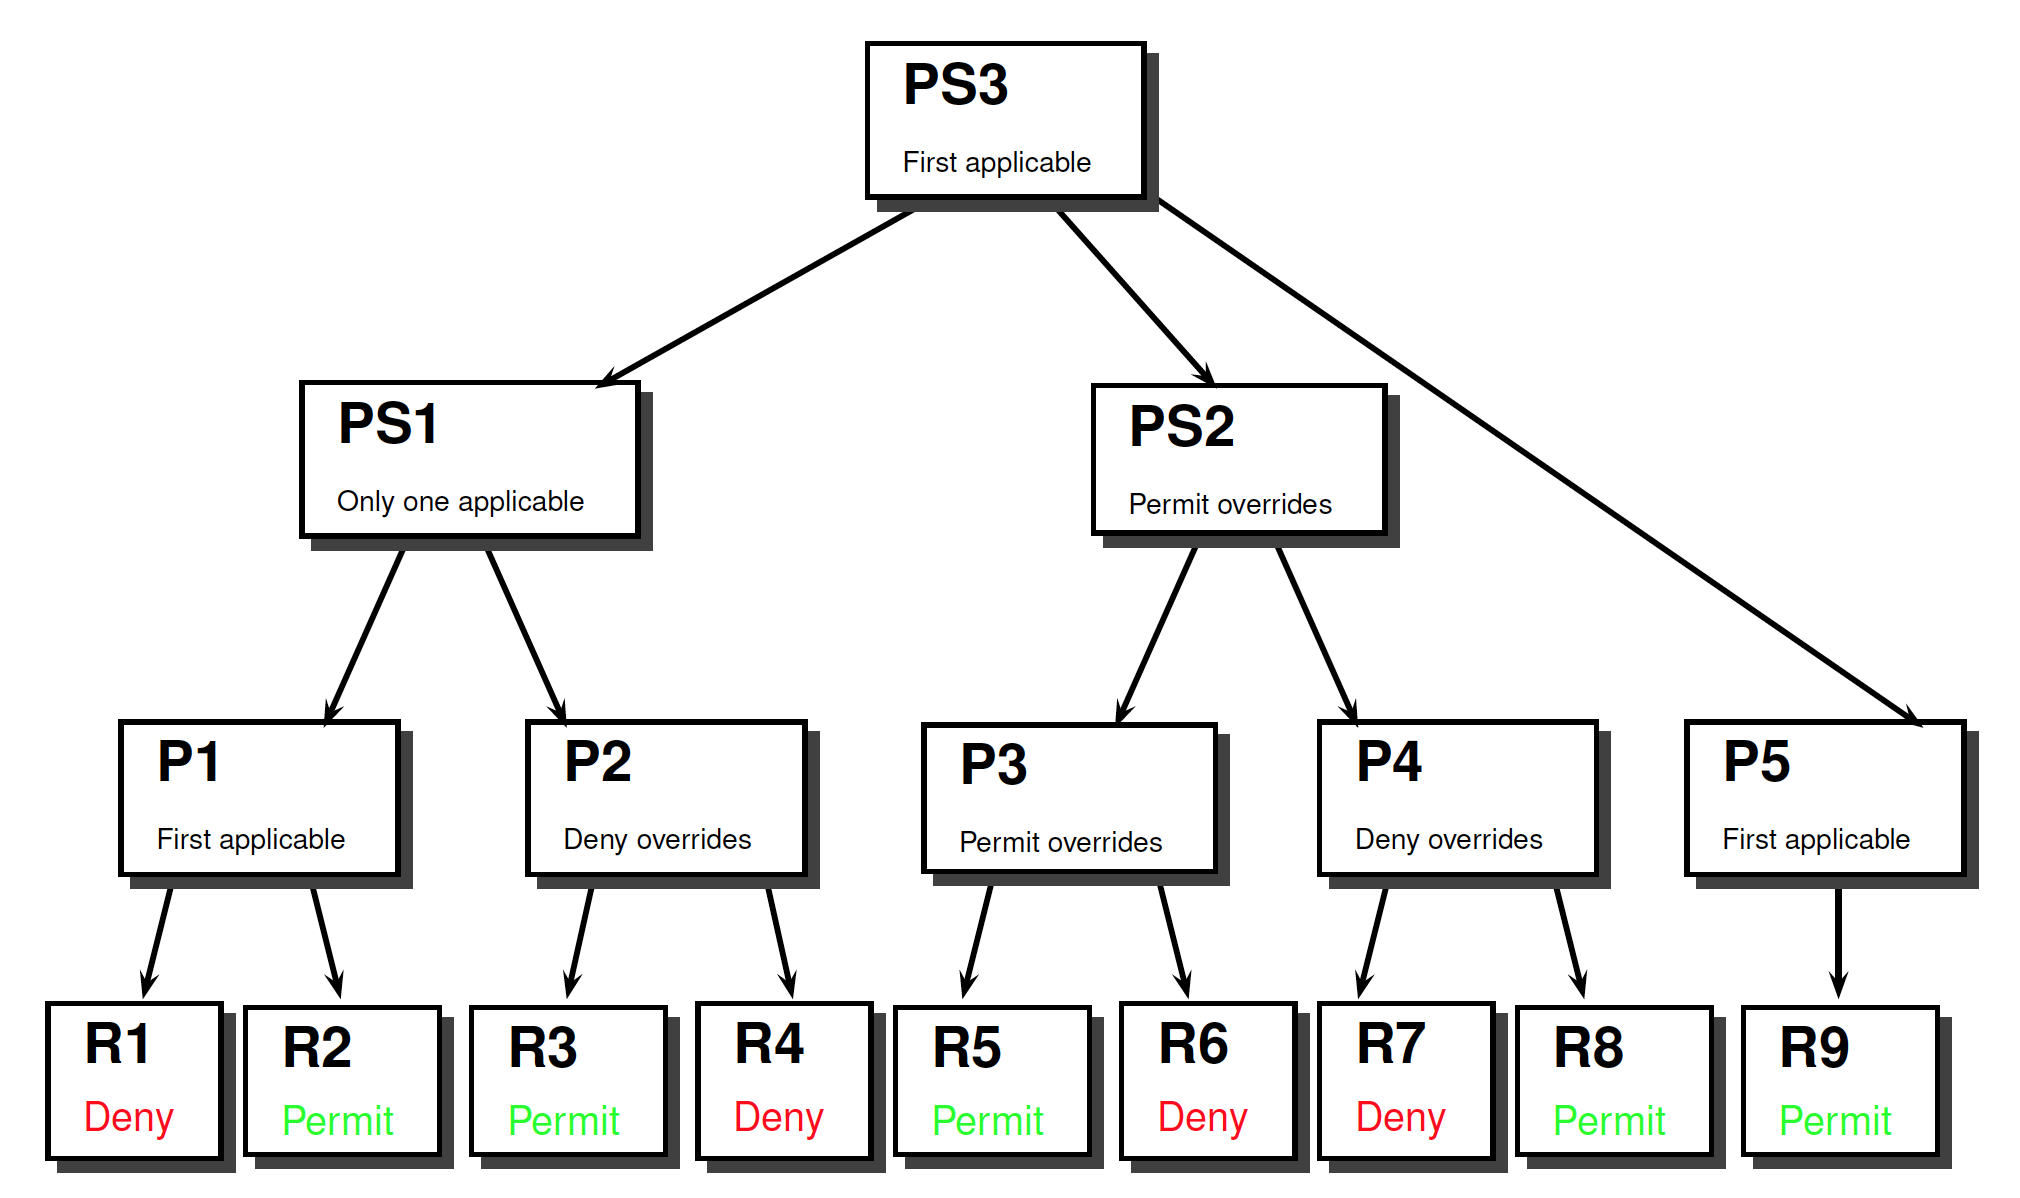 PS3
First applicable
PS1
Only one applicable
PS2
Permit overrides
P1
First applicable
P2
Deny overrides
P3
Permit overrides
P4
Deny overrides
P5
First applicable
R1
Deny
R2
Permit
R3
Permit
R4
Deny
R5
Permit
R6
Deny
R7
Deny
R8
Permit
R9
Permit